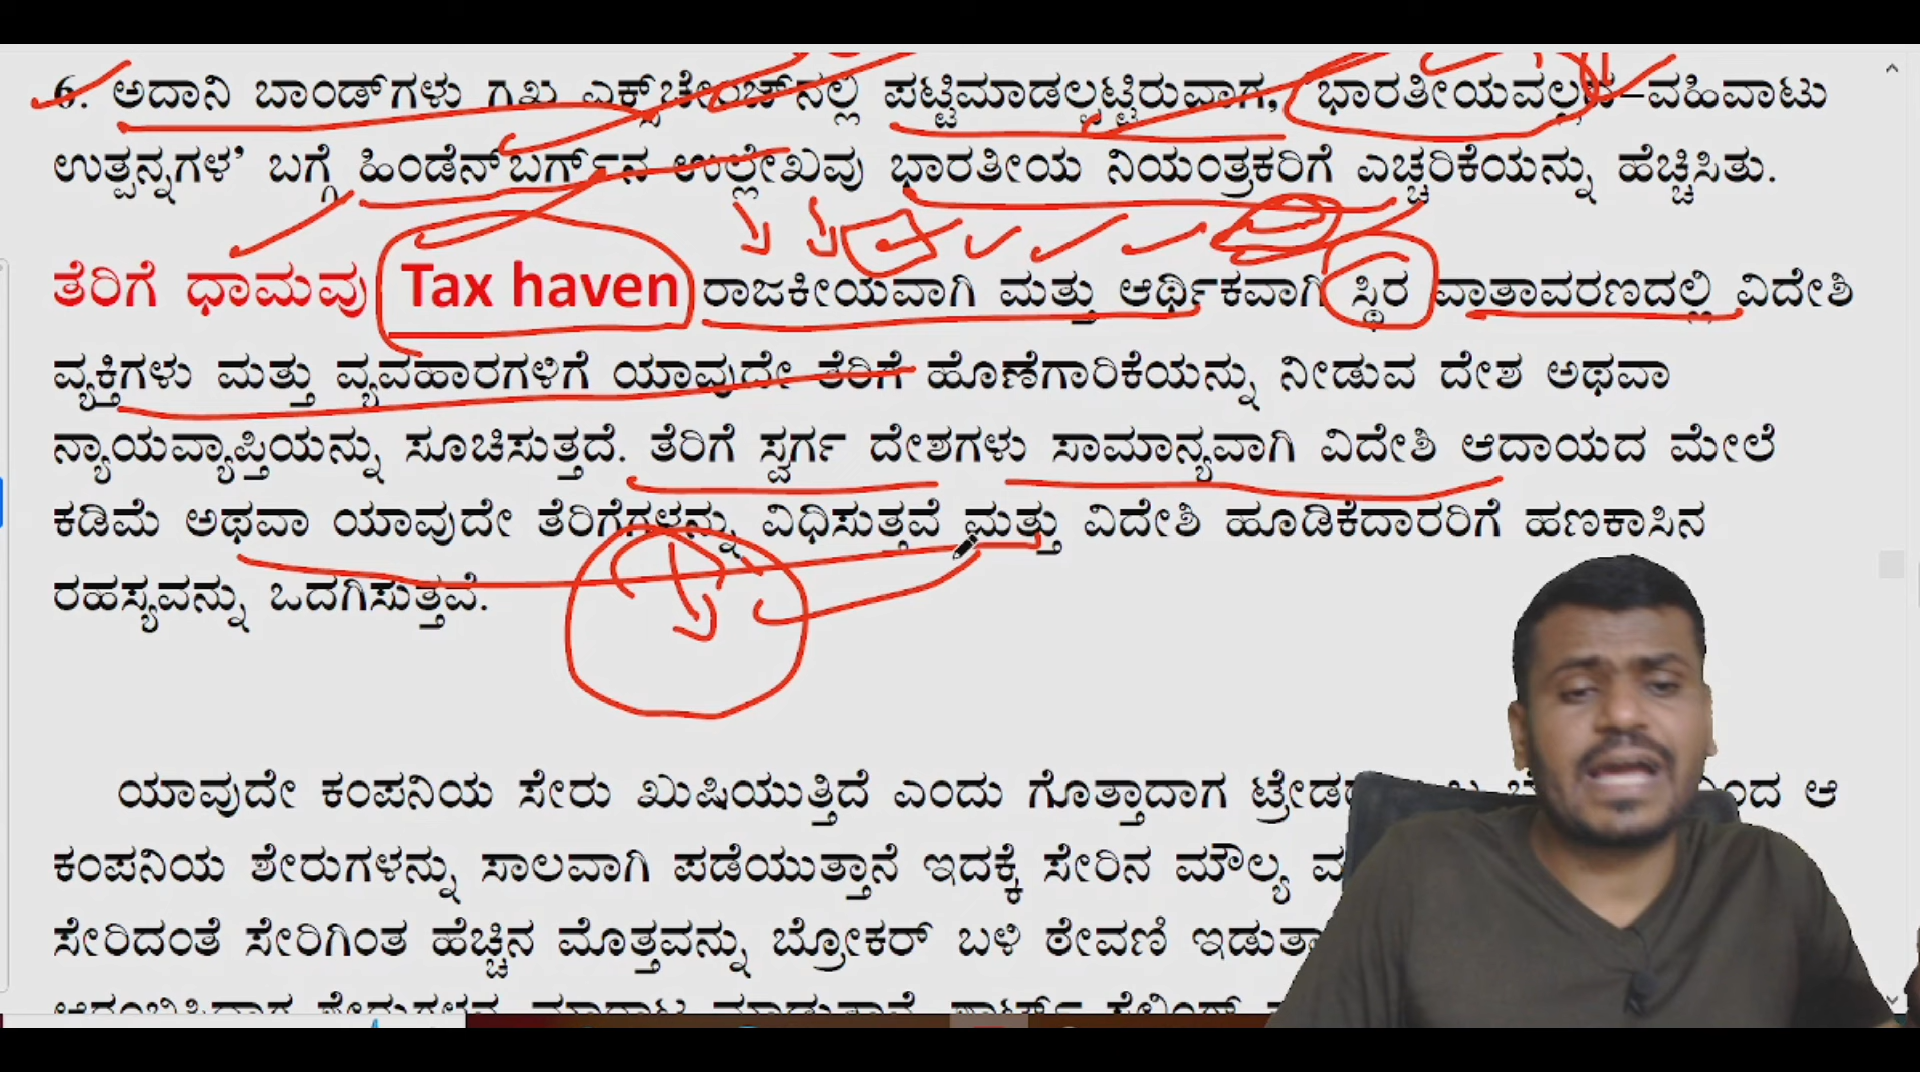 6. ಅದಾನಿ ಬಾಂಡ್‌ಗಳು ಗಿಖ ಎಕ್ಸ್‌ಚೇಂಜ್‌ನಲ್ಲಿ ಪಟ್ಟಿಮಾಡಲ್ಪಟ್ಟಿರುವಾಗ, ಭಾರತೀಯವಲ್ಲದ–ವಹಿವಾಟು
ಉತ್ಪನ್ನಗಳ' ಬಗ್ಗೆ ಹಿಂಡೆನ್‌ಬರ್ಗ್‌ನ ಉಲ್ಲೇಖವು ಭಾರತೀಯ ನಿಯಂತ್ರಕರಿಗೆ ಎಚ್ಚರಿಕೆಯನ್ನು ಹೆಚ್ಚಿಸಿತು.
ತೆರಿಗೆ ಧಾಮವು Tax haven ರಾಜಕೀಯವಾಗಿ ಮತ್ತು ಆರ್ಥಿಕವಾಗಿ ಸ್ಥಿರ ವಾತಾವರಣದಲ್ಲಿ ವಿದೇಶಿ
ವ್ಯಕ್ತಿಗಳು ಮತ್ತು ವ್ಯವಹಾರಗಳಿಗೆ ಯಾವುದೇ ತೆರಿಗೆ ಹೊಣೆಗಾರಿಕೆಯನ್ನು ನೀಡುವ ದೇಶ ಅಥವಾ
ನ್ಯಾಯವ್ಯಾಪ್ತಿಯನ್ನು ಸೂಚಿಸುತ್ತದೆ. ತೆರಿಗೆ ಸ್ವರ್ಗ ದೇಶಗಳು ಸಾಮಾನ್ಯವಾಗಿ ವಿದೇಶಿ ಆದಾಯದ ಮೇಲೆ
ಕಡಿಮೆ ಅಥವಾ ಯಾವುದೇ ತೆರಿಗೆಗಳನ್ನು ವಿಧಿಸುತ್ತವೆ ಮತ್ತು ವಿದೇಶಿ ಹೂಡಿಕೆದಾರರಿಗೆ ಹಣಕಾಸಿನ
ರಹಸ್ಯವನ್ನು ಒದಗಿಸುತ್ತವೆ.
ಯಾವುದೇ ಕಂಪನಿಯ ಸೇರು ಖುಷಿಯುತ್ತಿದೆ ಎಂದು ಗೊತ್ತಾದಾಗ ಆ
ಕಂಪನಿಯ ಶೇರುಗಳನ್ನು ಸಾಲವಾಗಿ ಪಡೆಯುತ್ತಾನೆ ಇದಕ್ಕೆ ಸೇರಿನ ಮೌಲ್ಯ
ಸೇರಿದಂತೆ ಸೇರಿಗಿಂತ ಹೆಚ್ಚಿನ ಮೊತ್ತವನ್ನು ಬ್ರೋಕರ್ ಬಳಿ ಠೇವಣಿ